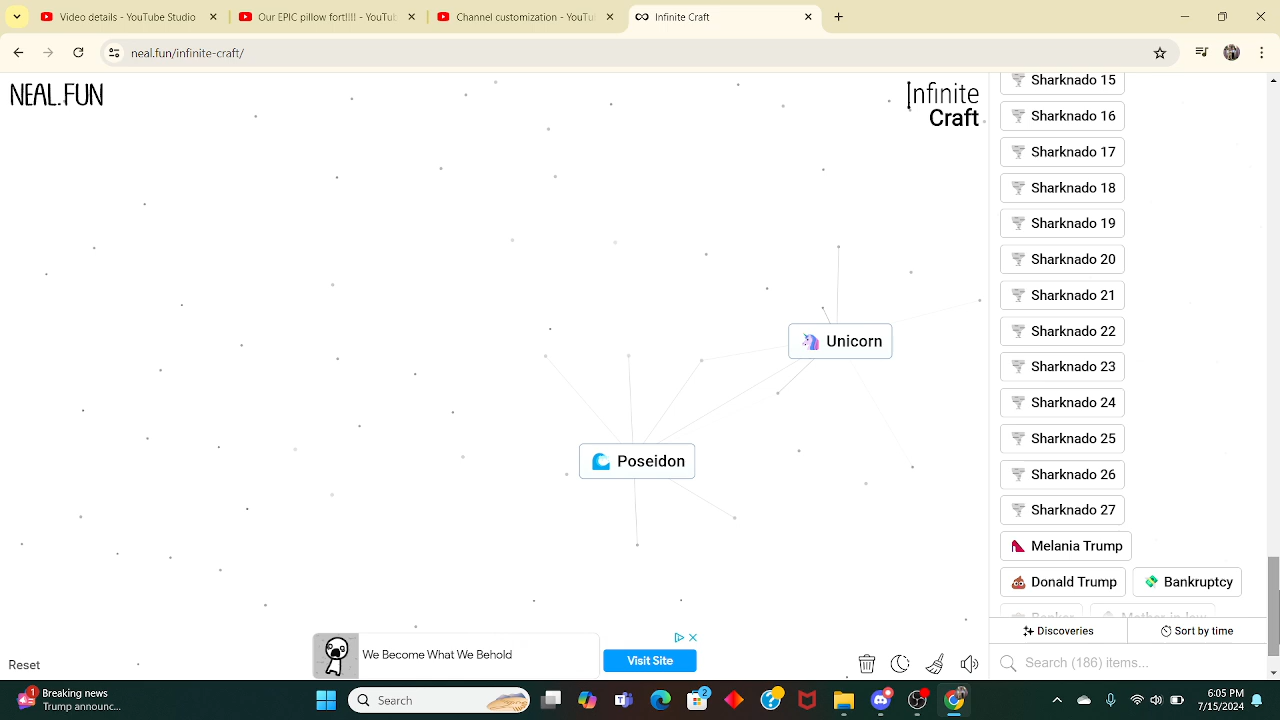 Video details - YouTube Studio
Our EPIC pillow fort!!!! - YouTub
Channel customization - YouTu
Infinite Craft
neal.fun/infinite-craft/
NEAL.FUN
Infinite
Craft
Sharknado 15
Sharknado 16
Sharknado 17
Sharknado 18
Sharknado 19
Sharknado 20
Sharknado 21
Sharknado 22
Sharknado 23
Sharknado 24
Sharknado 25
Sharknado 26
Sharknado 27
Melania Trump
Donald Trump Bankruptcy
Banker Mother-in-law
Unicorn
Poseidon
We Become What We Behold
Visit Site
Reset
Discoveries Sort by time
Search (186) items...
1
Breaking news
Trump announc...
Search
2
6:05 PM
7/15/2024